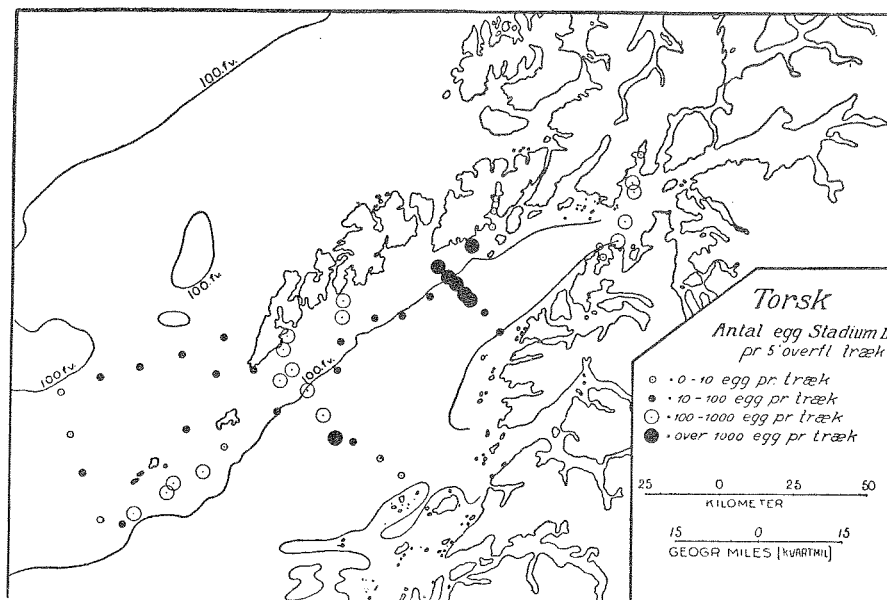 100.fv.
100.fv.
100.fv.
100.fv.
Torsk
Antal egg Stadium I
pr 5' overfl træk
• 0-10 egg pr. træk
• 10-100 egg pr træk
• 100-1000 egg pr træk
• over 1000 egg pr træk
25 0 25 50
KILOMETER
15 0 15
GEOGR MILES [KVARTMIL]